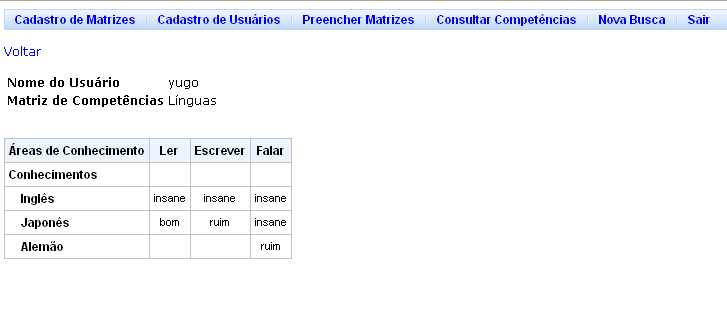 Cadastro de Matrizes Cadastro de Usuários Preencher Matrizes Consultar Competências Nova Busca Sair
Voltar
Nome do Usuário yugo
Matriz de Competências Línguas
Áreas de Conhecimento Ler Escrever Falar
Conhecimentos
Inglês insane insane insane
Japonês bom ruim insane
Alemão ruim